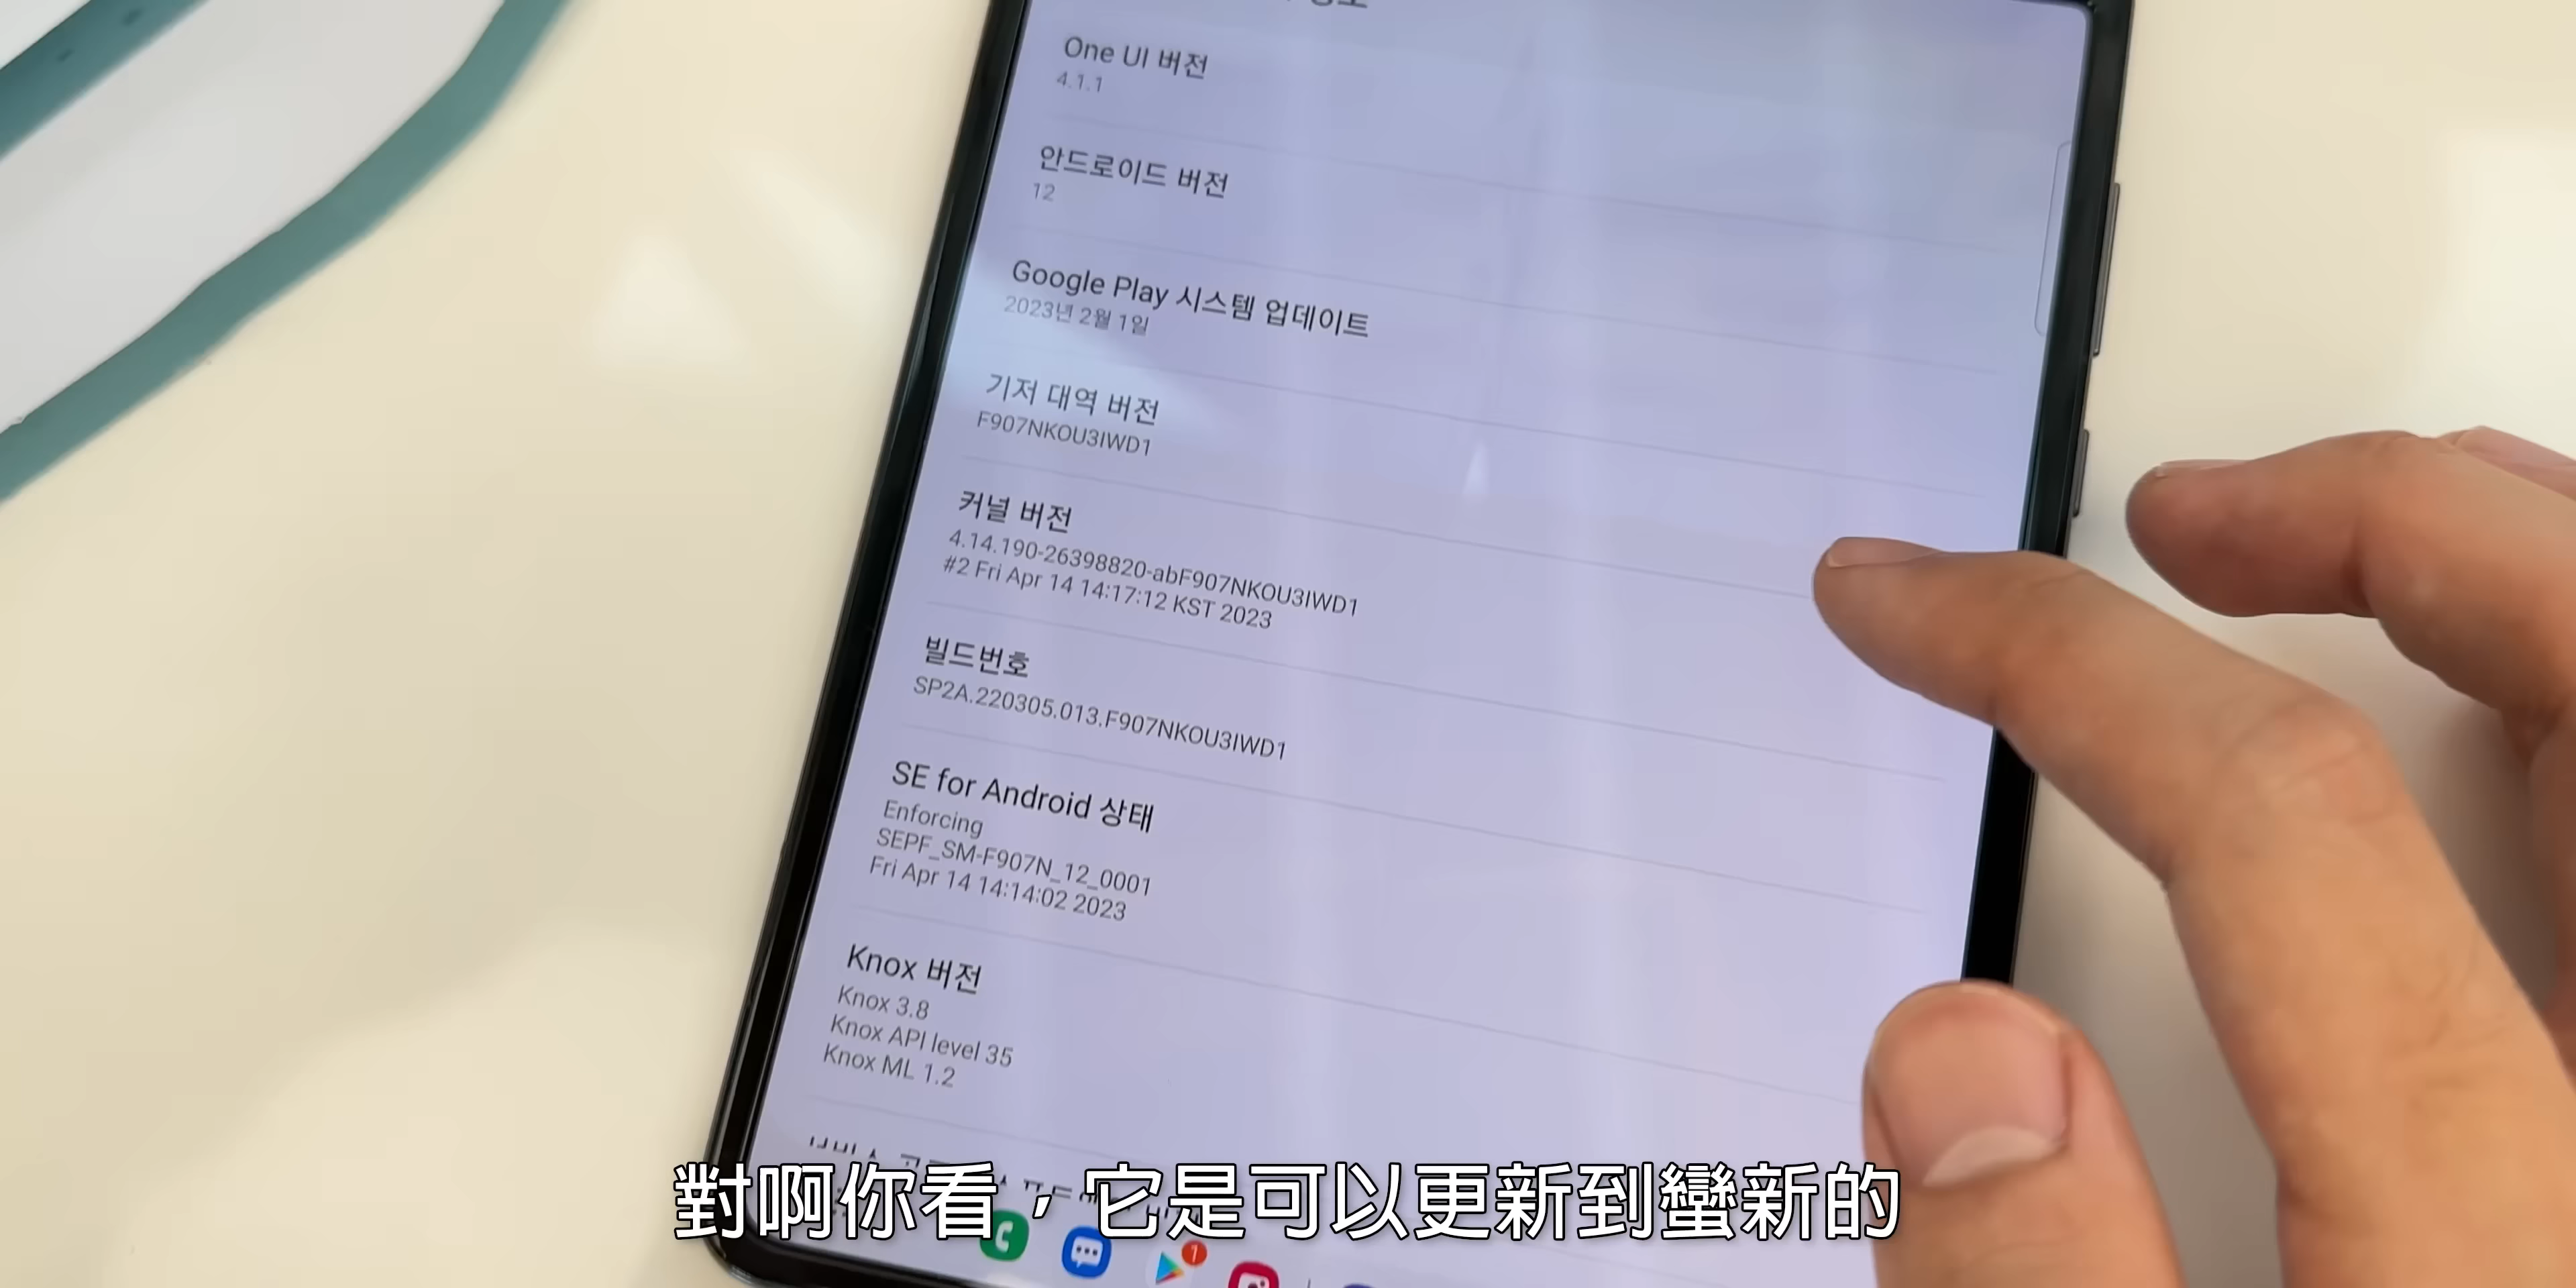 One UI 버전
4.1.1
안드로이드 버전
12
Google Play 시스템 업데이트
2023년 2월 1일
기저 대역 버전
F907NKOU3IWD1
커널 버전
4.14.190-26398820-abF907NKOU3IWD1
#2 Fri Apr 14 14:17:12 KST 2023
빌드번호
SP2A.220305.013.F907NKOU3IWD1
SE for Android 상태
Enforcing
SEPF_SM-F907N_12_0001
Fri Apr 14 14:14:02 2023
Knox 버전
Knox 3.8
Knox API level 35
Knox ML 1.2
對啊你看，它是可以更新到蠻新的
1